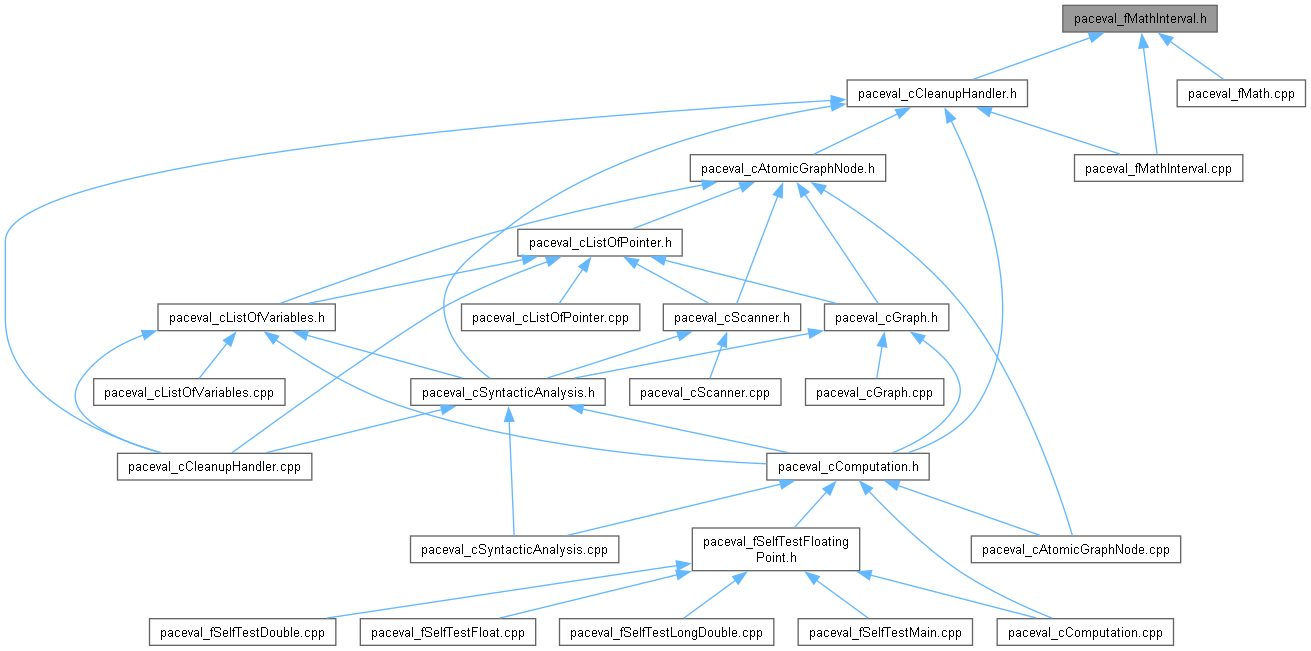 paceval_fMathInterval.h
paceval_cCleanupHandler.h
paceval_fMath.cpp
paceval_cAtomicGraphNode.h
paceval_fMathInterval.cpp
paceval_cListOfPointer.h
paceval_cListOfVariables.h
paceval_cListOfPointer.cpp
paceval_cScanner.h
paceval_cGraph.h
paceval_cListOfVariables.cpp
paceval_cSyntacticAnalysis.h
paceval_cScanner.cpp
paceval_cGraph.cpp
paceval_cCleanupHandler.cpp
paceval_cComputation.h
paceval_cSyntacticAnalysis.cpp
paceval_fSelfTestFloating
Point.h
paceval_cAtomicGraphNode.cpp
paceval_fSelfTestDouble.cpp
paceval_fSelfTestFloat.cpp
paceval_fSelfTestLongDouble.cpp
paceval_fSelfTestMain.cpp
paceval_cComputation.cpp